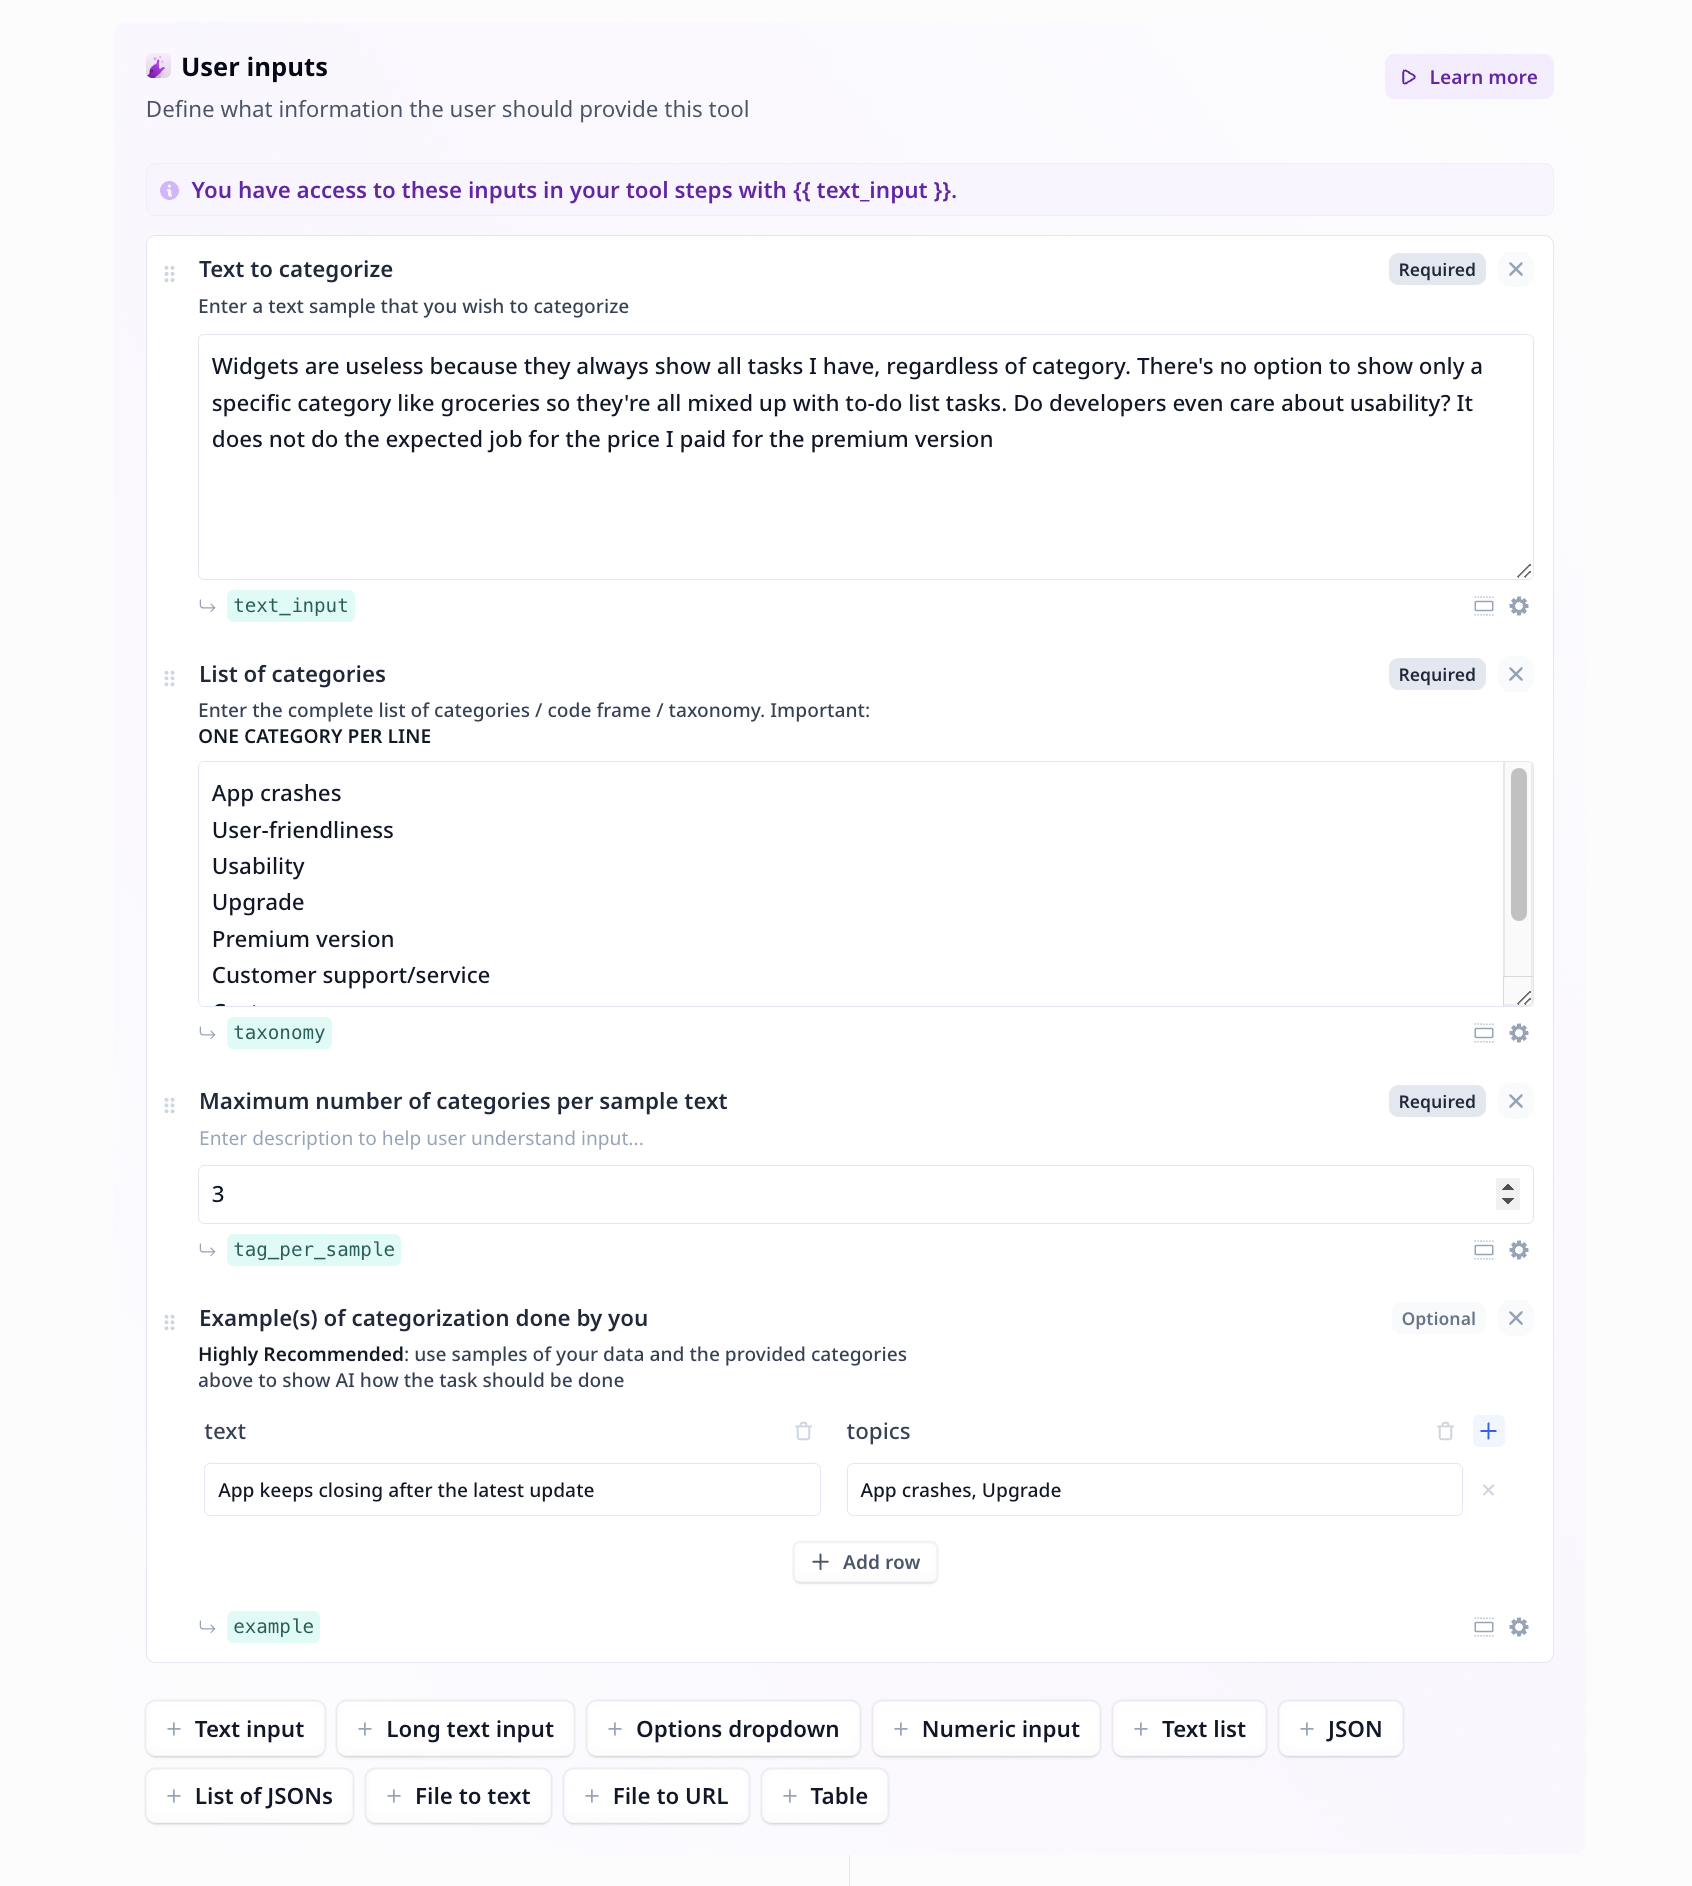 User inputs
Learn more
Define what information the user should provide this tool
You have access to these inputs in your tool steps with {{ text_input }}.
Text to categorize
Required
Enter a text sample that you wish to categorize
Widgets are useless because they always show all tasks I have, regardless of category. There's no option to show only a
specific category like groceries so they're all mixed up with to-do list tasks. Do developers even care about usability? It
does not do the expected job for the price I paid for the premium version
text_input
List of categories
Required
Enter the complete list of categories / code frame / taxonomy. Important:
ONE CATEGORY PER LINE
App crashes
User-friendliness
Usability
Upgrade
Premium version
Customer support/service
taxonomy
Maximum number of categories per sample text
Required
Enter description to help user understand input...
3
tag_per_sample
Example(s) of categorization done by you
Optional
Highly Recommended: use samples of your data and the provided categories
above to show AI how the task should be done
text
topics
App keeps closing after the latest update
App crashes, Upgrade
Add row
example
Text input
Long text input
Options dropdown
Numeric input
Text list
JSON
List of JSONs
File to text
File to URL
Table